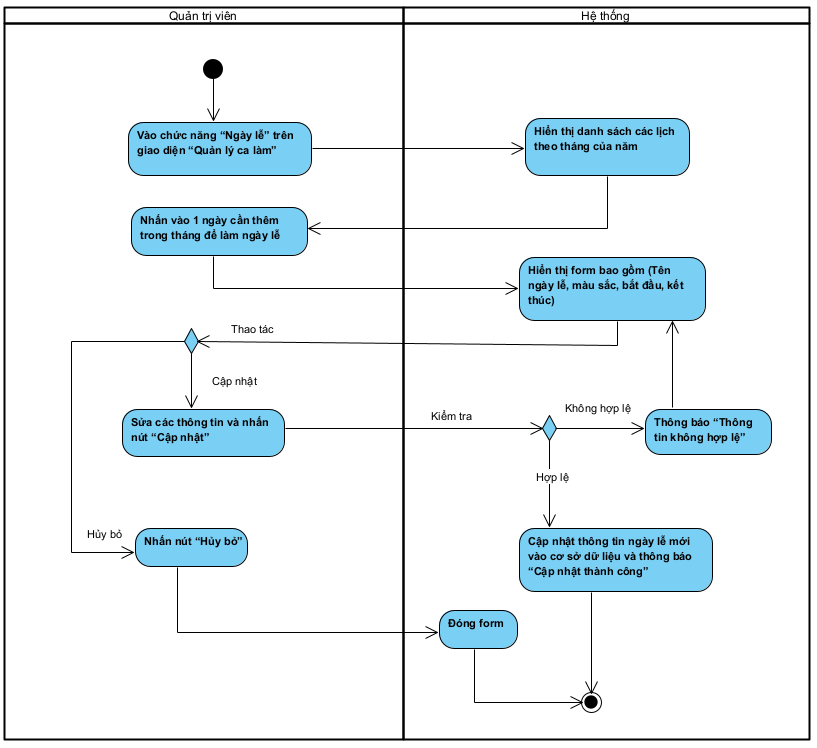 Quản trị viên
Hệ thống
Vào chức năng “Ngày lễ” trên
giao diện “Quản lý ca làm”
Hiển thị danh sách các lịch
theo tháng của năm
Nhấn vào 1 ngày cần thêm
trong tháng để làm ngày lễ
Hiển thị form bao gồm (Tên
ngày lễ, màu sắc, bắt đầu, kết
thúc)
Thao tác
Cập nhật
Sửa các thông tin và nhấn
nút “Cập nhật”
Kiểm tra
Không hợp lệ
Thông báo “Thông
tin không hợp lệ”
Hợp lệ
Hủy bỏ
Nhấn nút “Hủy bỏ”
Cập nhật thông tin ngày lễ mới
vào cơ sở dữ liệu và thông báo
“Cập nhật thành công”
Đóng form